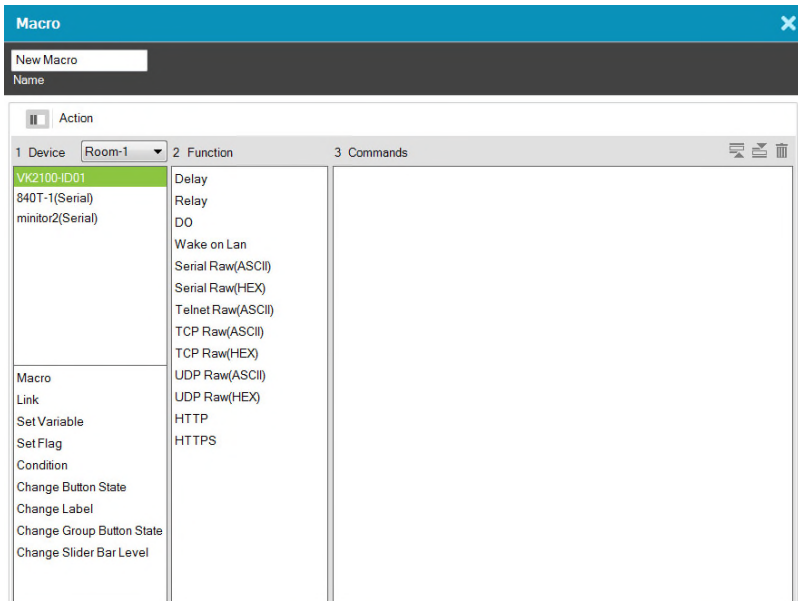 Macro
New Macro
Name
Action
1 Device Room-1 2 Function 3 Commands
VK2100-ID01
840T-1(Serial)
minitor2(Serial)
Macro
Link
Set Variable
Set Flag
Condition
Change Button State
Change Label
Change Group Button State
Change Slider Bar Level
Delay
Relay
DO
Wake on Lan
Serial Raw(ASCII)
Serial Raw(HEX)
Telnet Raw(ASCII)
TCP Raw(ASCII)
TCP Raw(HEX)
UDP Raw(ASCII)
UDP Raw(HEX)
HTTP
HTTPS